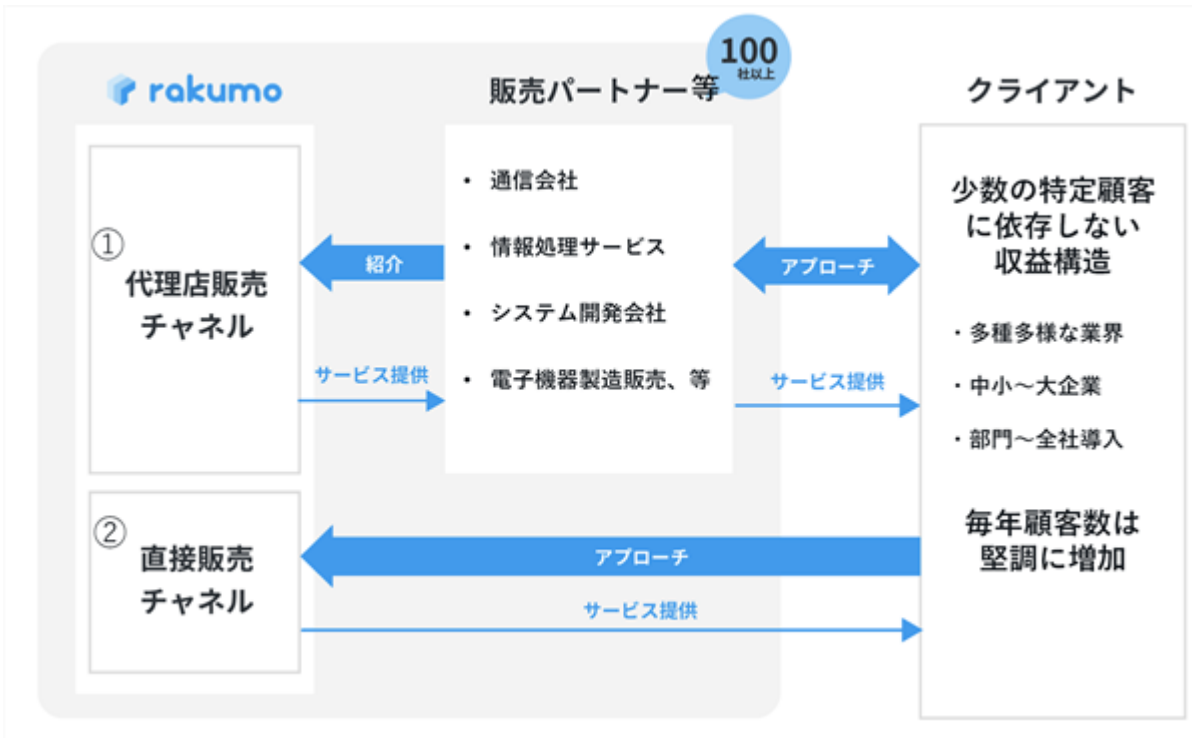 rakumo
販売パートナー等
100
社以上
クライアント
①
代理店販売
チャネル
紹介
サービス提供
・ 通信会社
・ 情報処理サービス
・ システム開発会社
・ 電子機器製造販売、等
アプローチ
サービス提供
少数の特定顧客
に依存しない
収益構造
・多種多様な業界
・中小～大企業
・部門～全社導入
毎年顧客数は
堅調に増加
②
直接販売
チャネル
アプローチ
サービス提供